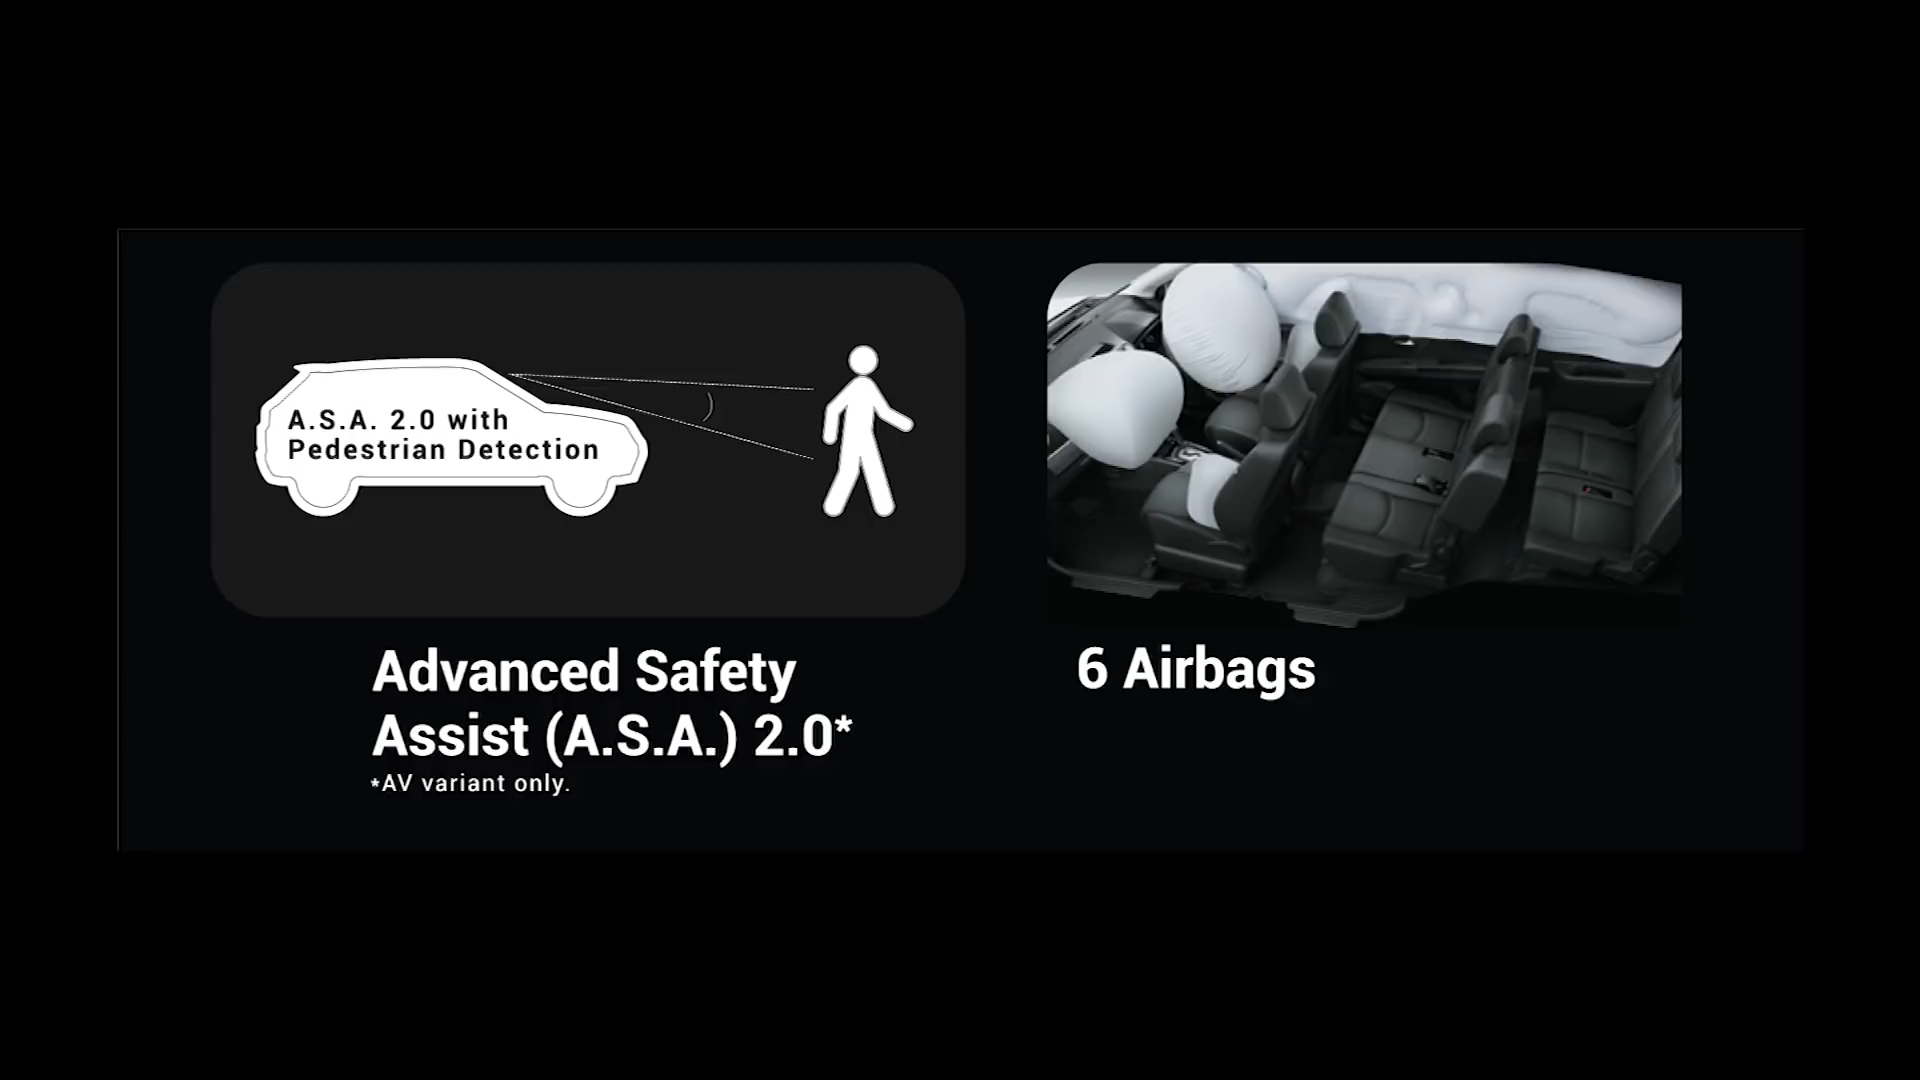 A.S.A. 2.0 with
Pedestrian Detection
Advanced Safety
Assist (A.S.A.) 2.0*
*AV variant only.
6 Airbags